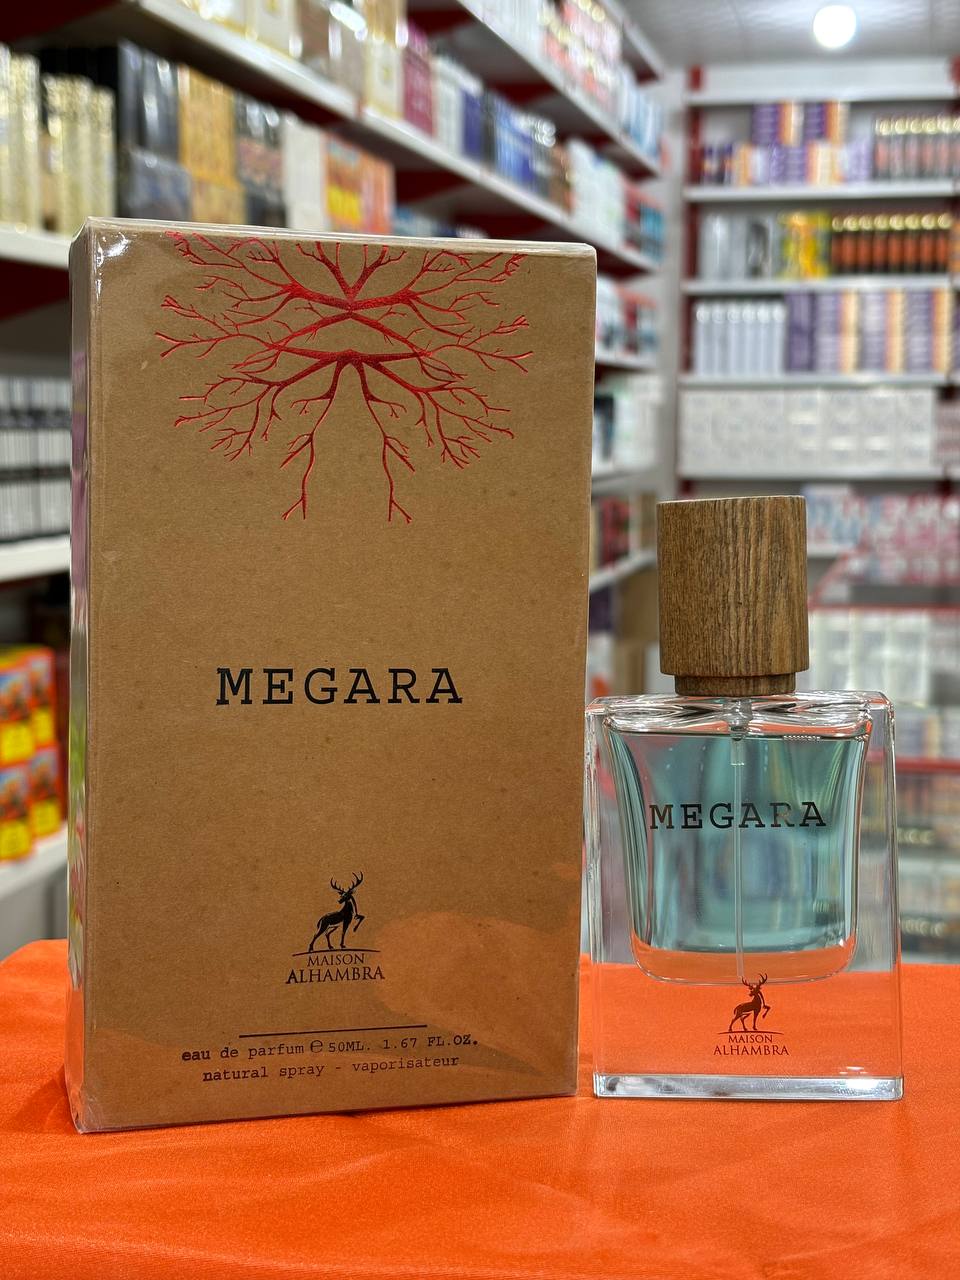 MEGARA
MAISON
ALHAMBRA
eau de parfum ℮ 50ML. 1.67 FL.OZ.
natural spray - vaporisateur
MEGARA
MAISON
ALHAMBRA